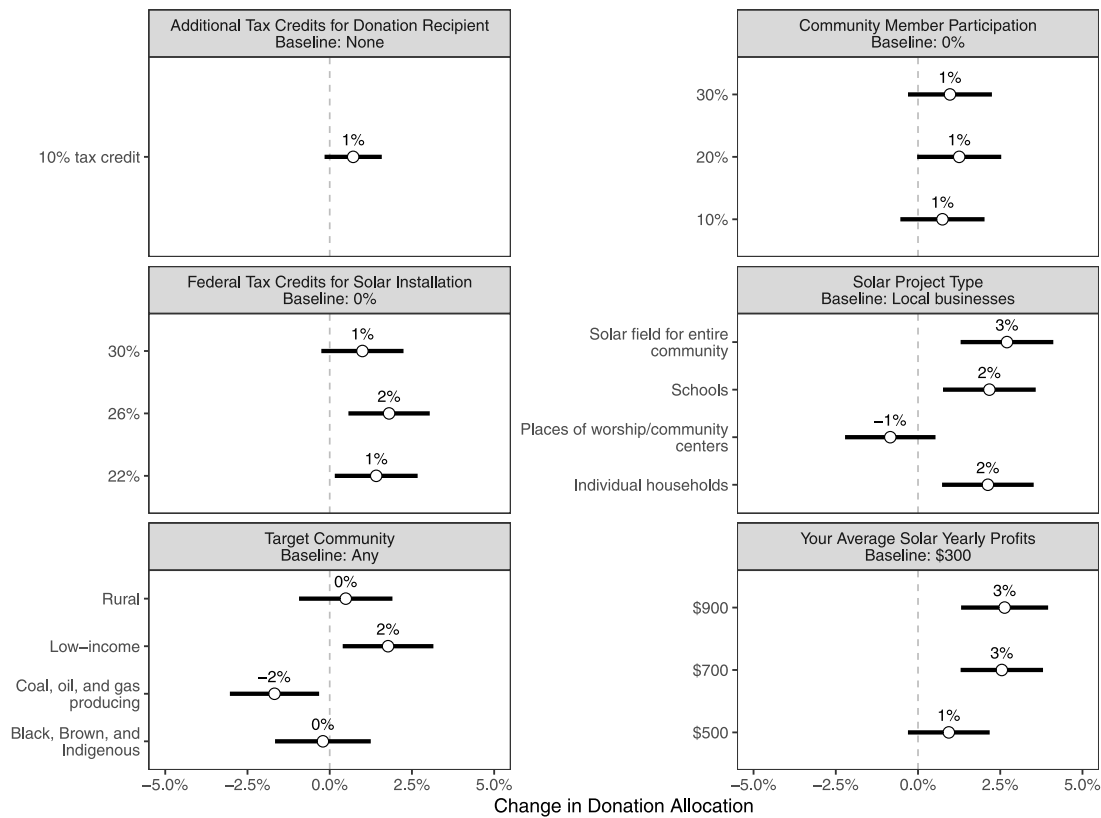 Additional Tax Credits for Donation Recipient
Baseline: None
10% tax credit
1%
Community Member Participation
Baseline: 0%
30%
1%
20%
1%
10%
1%
Federal Tax Credits for Solar Installation
Baseline: 0%
30%
1%
26%
2%
22%
1%
Solar Project Type
Baseline: Local businesses
Solar field for entire
community
3%
Schools
2%
Places of worship/community
centers
−1%
Individual households
2%
Target Community
Baseline: Any
Rural
0%
Low−income
2%
Coal, oil, and gas
producing
−2%
Black, Brown, and
Indigenous
0%
−5.0% −2.5% 0.0% 2.5% 5.0%
Your Average Solar Yearly Profits
Baseline: $300
$900
3%
$700
3%
$500
1%
−5.0% −2.5% 0.0% 2.5% 5.0%
Change in Donation Allocation